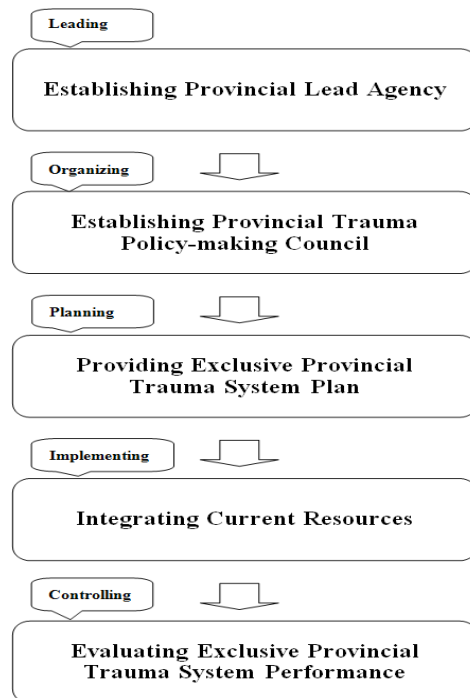 Leading
Establishing Provincial Lead Agency
Organizing
Establishing Provincial Trauma
Policy-making Council
Planning
Providing Exclusive Provincial
Trauma System Plan
Implementing
Integrating Current Resources
Controlling
Evaluating Exclusive Provincial
Trauma System Performance